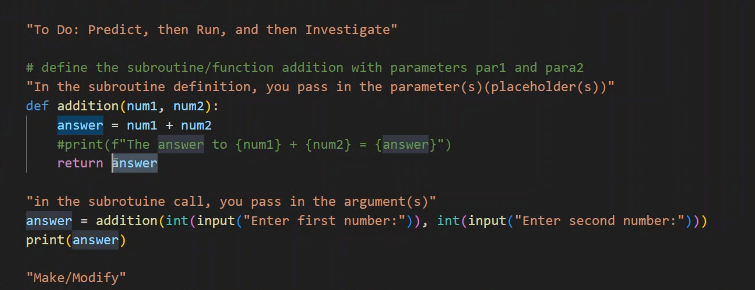 "To Do: Predict, then Run, and then Investigate"
# define the subroutine/function addition with parameters par1 and para2
"In the subroutine definition, you pass in the parameter(s)(placeholder(s))"
def addition(num1, num2):
    answer = num1 + num2
    #print(f"The answer to {num1} + {num2} = {answer}")
    return answer
"in the subrotuine call, you pass in the argument(s)"
answer = addition(int(input("Enter first number:")), int(input("Enter second number:")))
print(answer)
"Make/Modify"